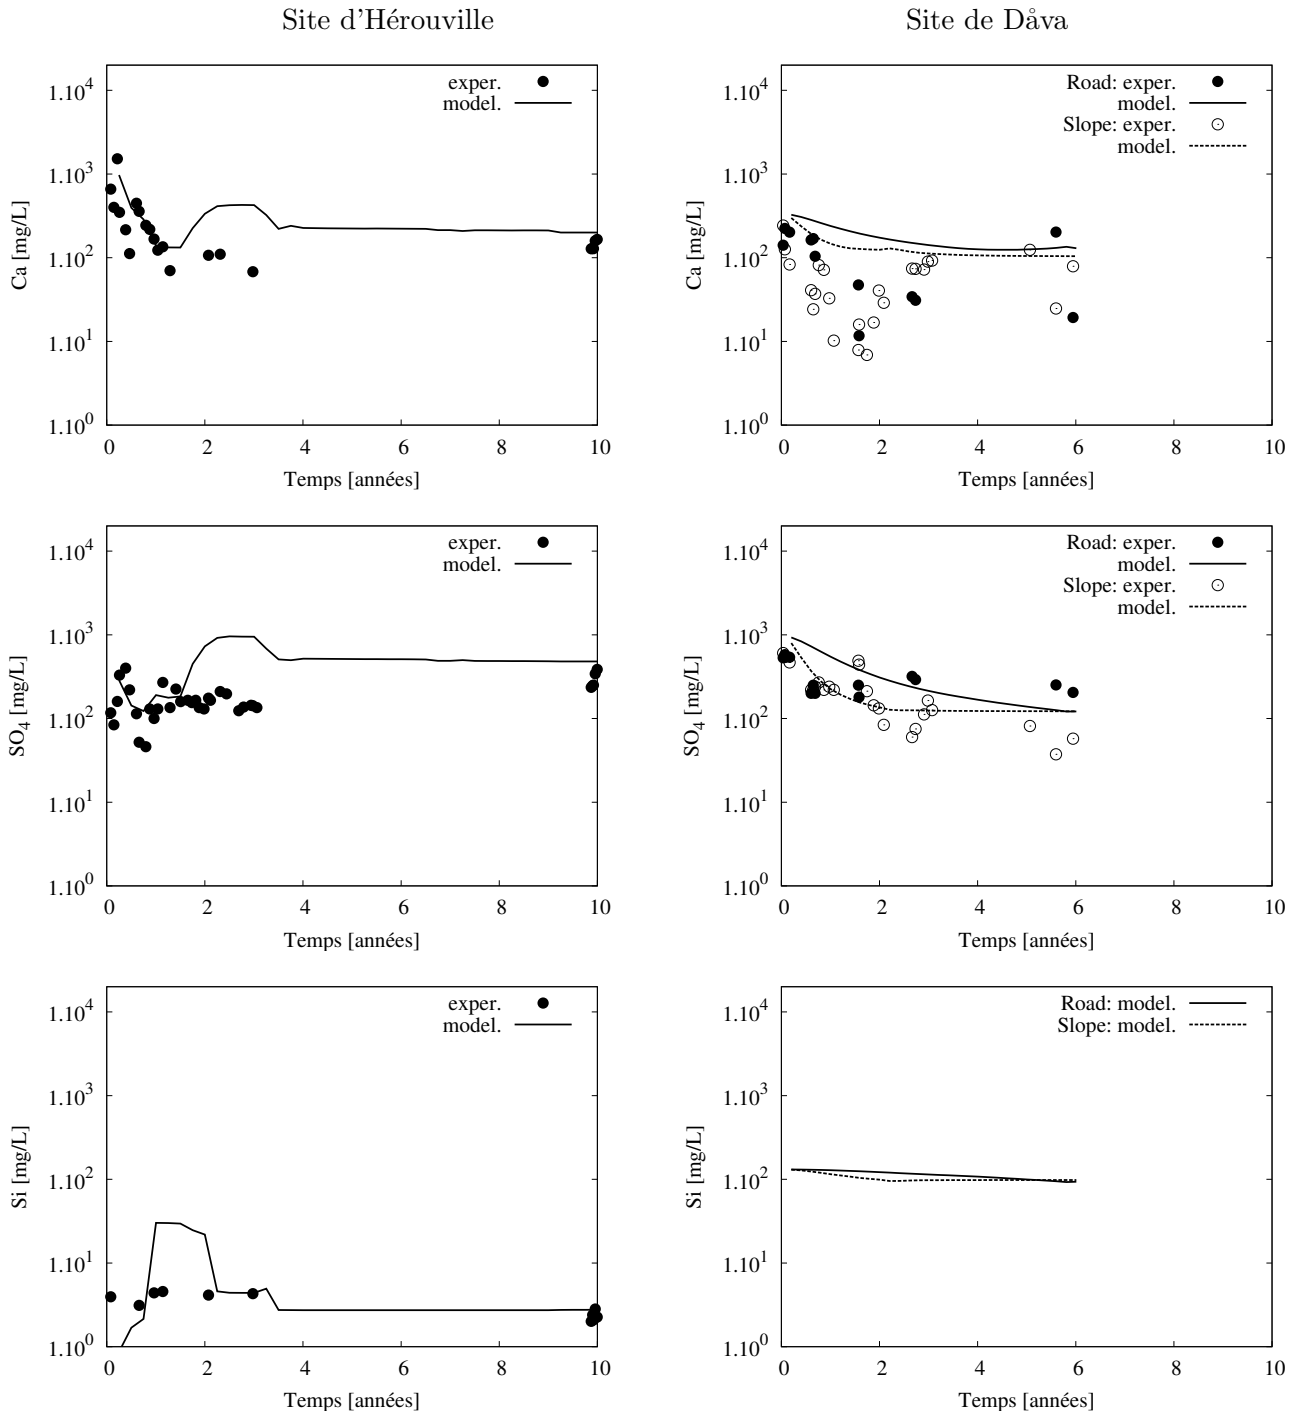 Site d'Hérouville
Site de Dåva
exper.
model.
1.10^4
1.10^3
1.10^2
1.10^1
1.10^0
Ca [mg/L]
0 2 4 6 8 10
Temps [années]
Road: exper.
model.
Slope: exper.
model.
1.10^4
1.10^3
1.10^2
1.10^1
1.10^0
Ca [mg/L]
0 2 4 6 8 10
Temps [années]
exper.
model.
1.10^4
1.10^3
1.10^2
1.10^1
1.10^0
SO_4 [mg/L]
0 2 4 6 8 10
Temps [années]
Road: exper.
model.
Slope: exper.
model.
1.10^4
1.10^3
1.10^2
1.10^1
1.10^0
SO_4 [mg/L]
0 2 4 6 8 10
Temps [années]
exper.
model.
1.10^4
1.10^3
1.10^2
1.10^1
1.10^0
Si [mg/L]
0 2 4 6 8 10
Temps [années]
Road: model.
Slope: model.
1.10^4
1.10^3
1.10^2
1.10^1
1.10^0
Si [mg/L]
0 2 4 6 8 10
Temps [années]